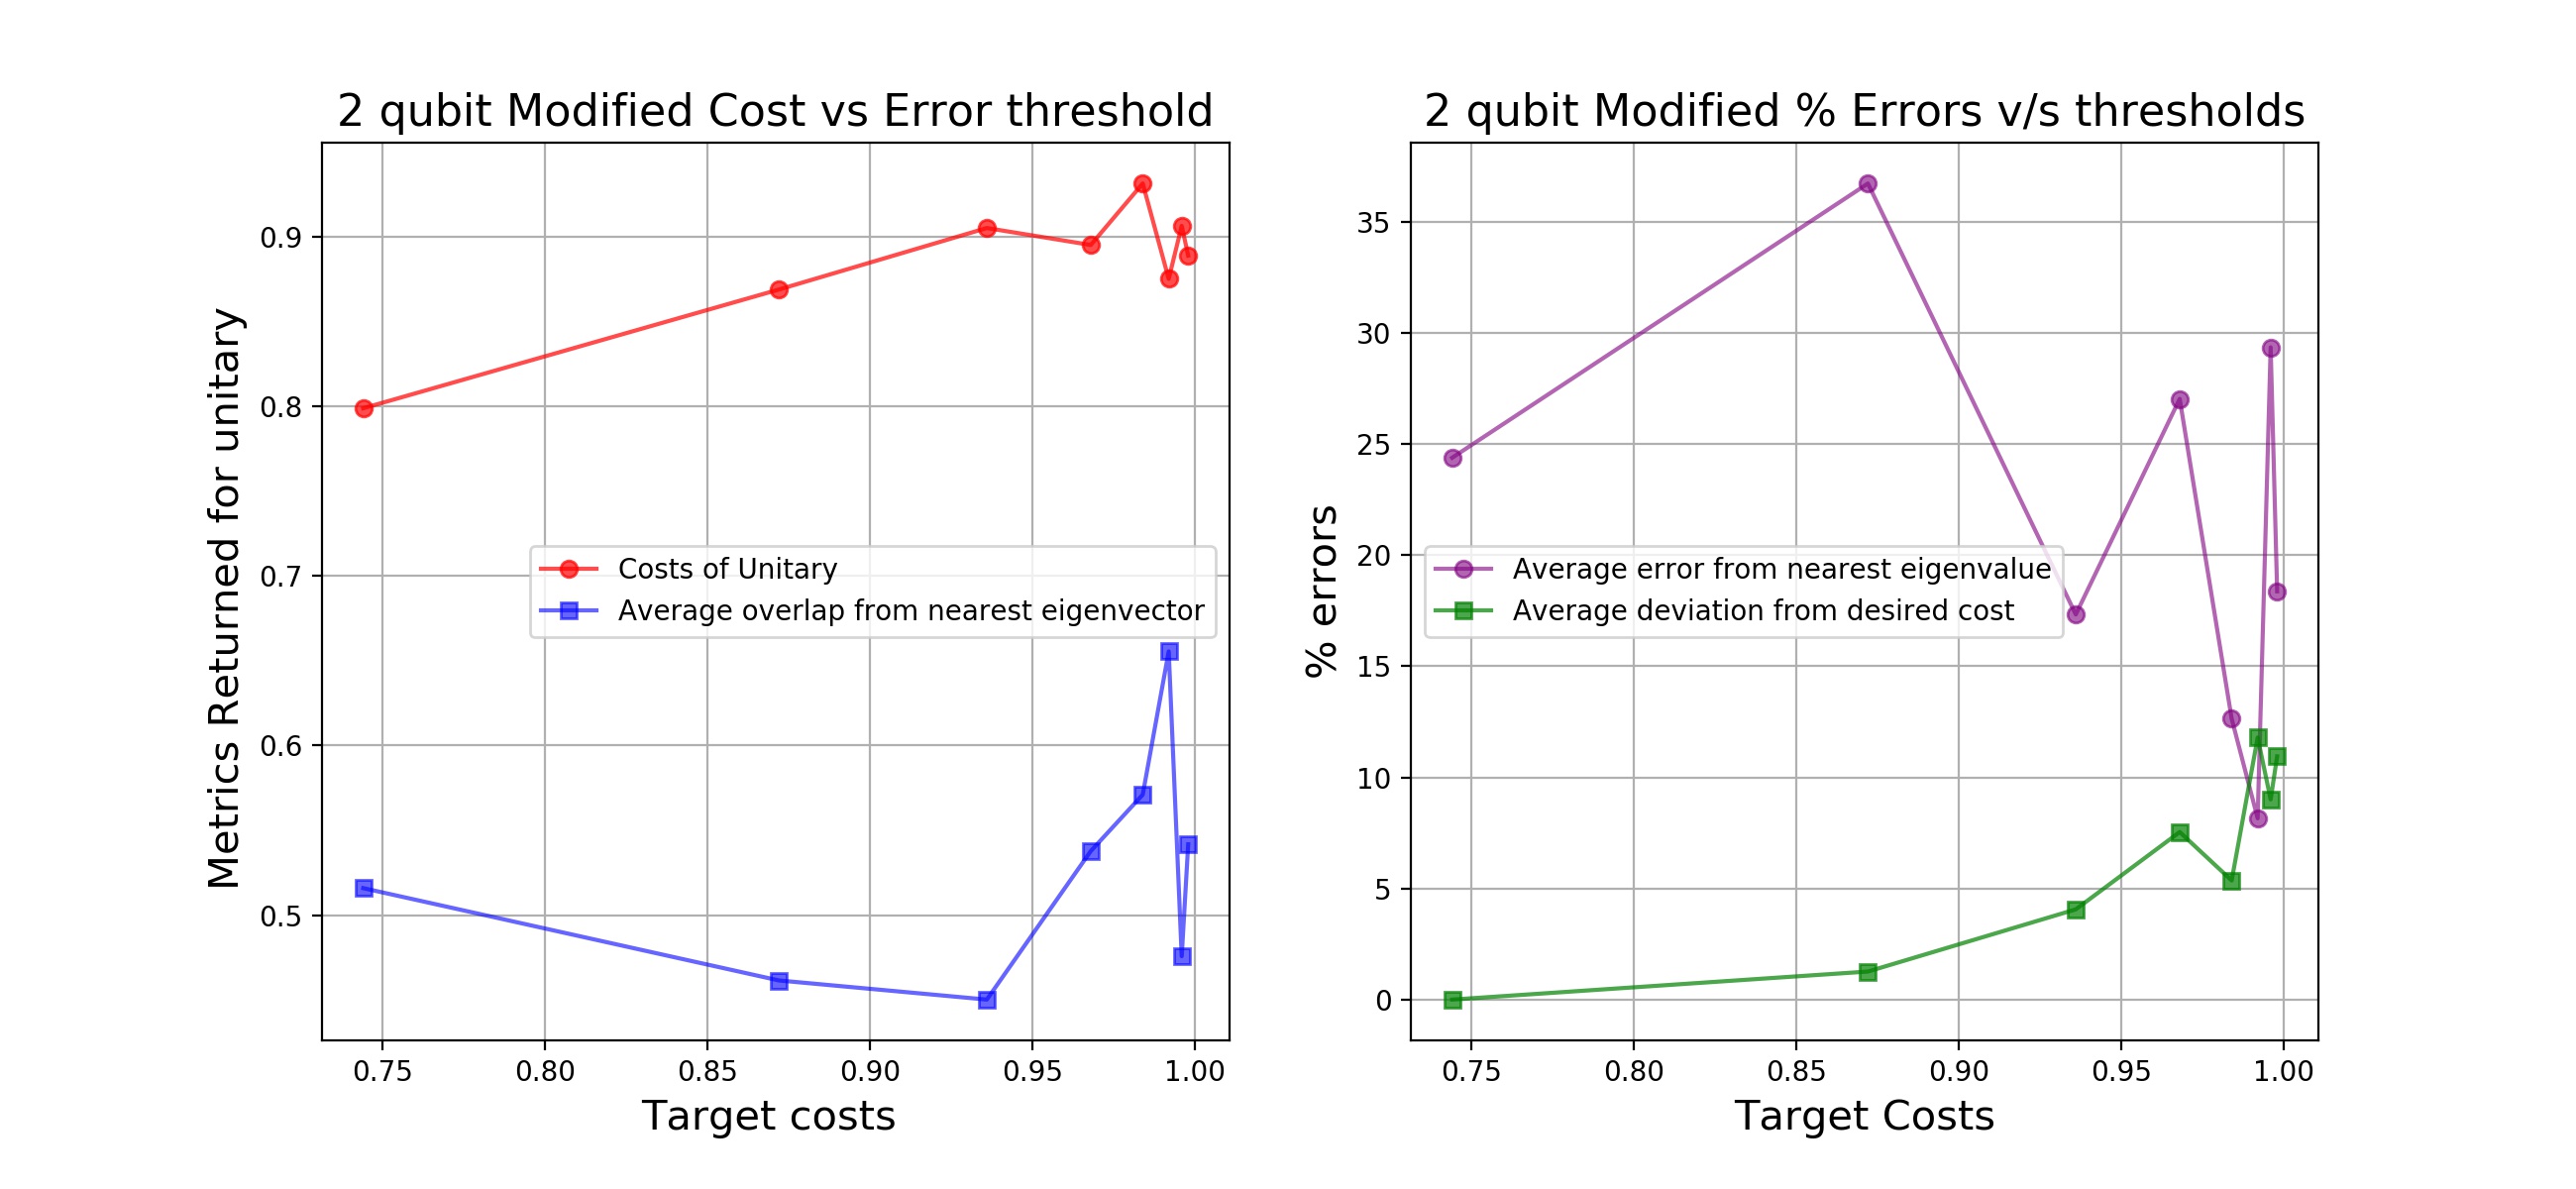 2 qubit Modified Cost vs Error threshold
Metrics Returned for unitary
0.9
0.8
0.7
0.6
0.5
Costs of Unitary
Average overlap from nearest eigenvector
0.75 0.80 0.85 0.90 0.95 1.00
Target costs
2 qubit Modified % Errors v/s thresholds
% errors
35
30
25
20
15
10
5
0
Average error from nearest eigenvalue
Average deviation from desired cost
0.75 0.80 0.85 0.90 0.95 1.00
Target Costs